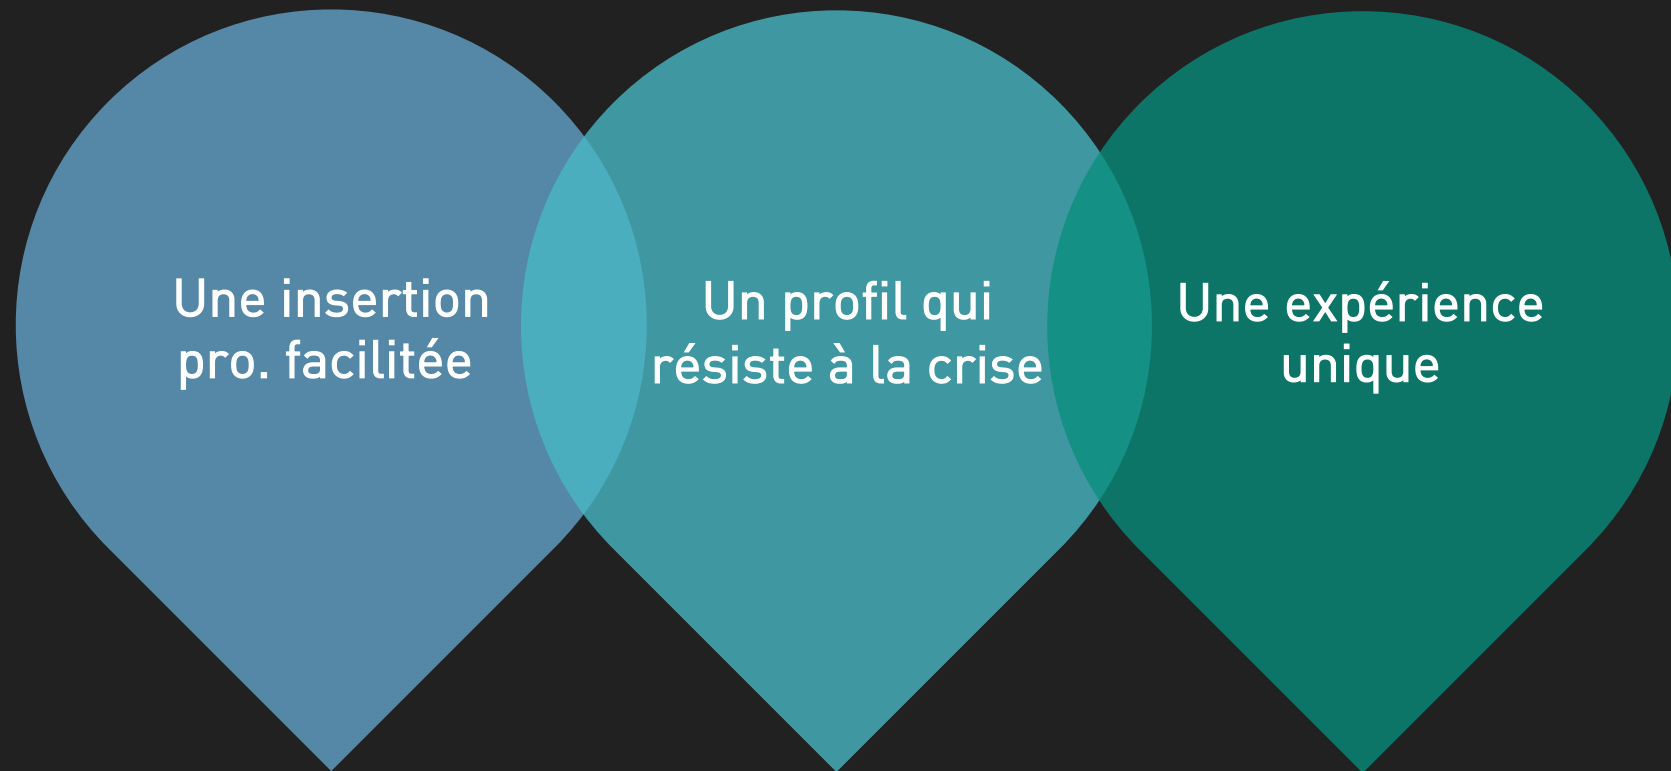 Une insertion
pro. facilitée
Un profil qui
résiste à la crise
Une expérience
unique